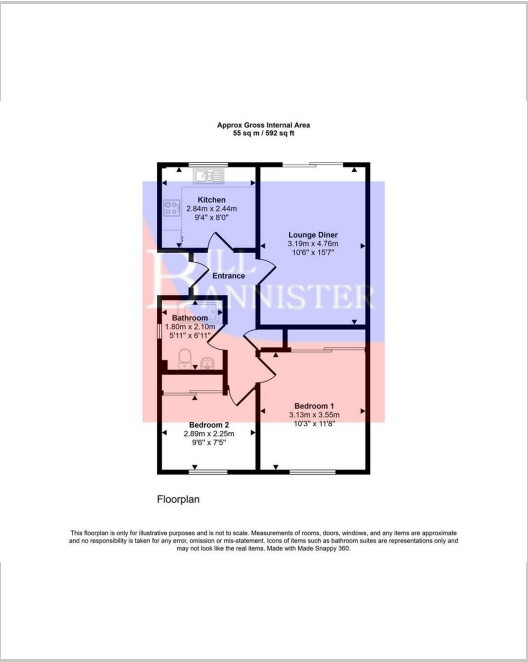 Approx Gross Internal Area
55 sq m / 592 sq ft
Kitchen
2.84m x 2.44m
9'4" x 8'0"
Lounge Diner
3.19m x 4.76m
10'6" x 15'7"
Entrance
BILL
BANNISTER
Bathroom
1.80m x 2.10m
5'11" x 6'11"
Bedroom 1
3.13m x 3.55m
10'3" x 11'8"
Bedroom 2
2.89m x 2.25m
9'6" x 7'5"
Floorplan
This floorplan is only for illustrative purposes and is not to scale. Measurements of rooms, doors, windows, and any items are approximate
and no responsibility is taken for any error, omission or mis-statement. Icons of items such as bathroom suites are representations only and
may not look like the real items. Made with Made Snappy 360.